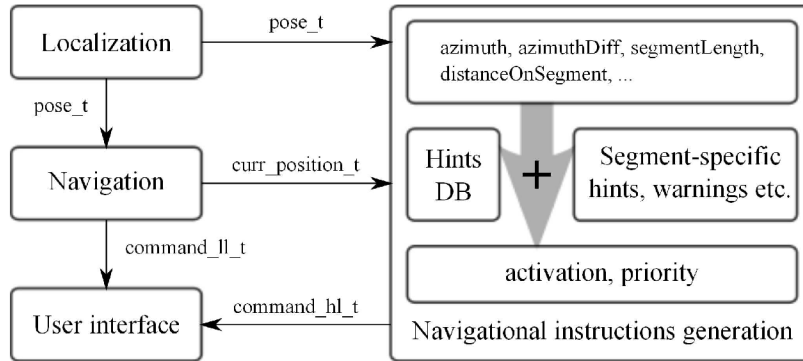 Localization
pose_t
azimuth, azimuthDiff, segmentLength,
distanceOnSegment, ...
pose_t
Navigation
curr_position_t
Hints
DB
+
Segment-specific
hints, warnings etc.
command_ll_t
activation, priority
User interface
command_hl_t
Navigational instructions generation